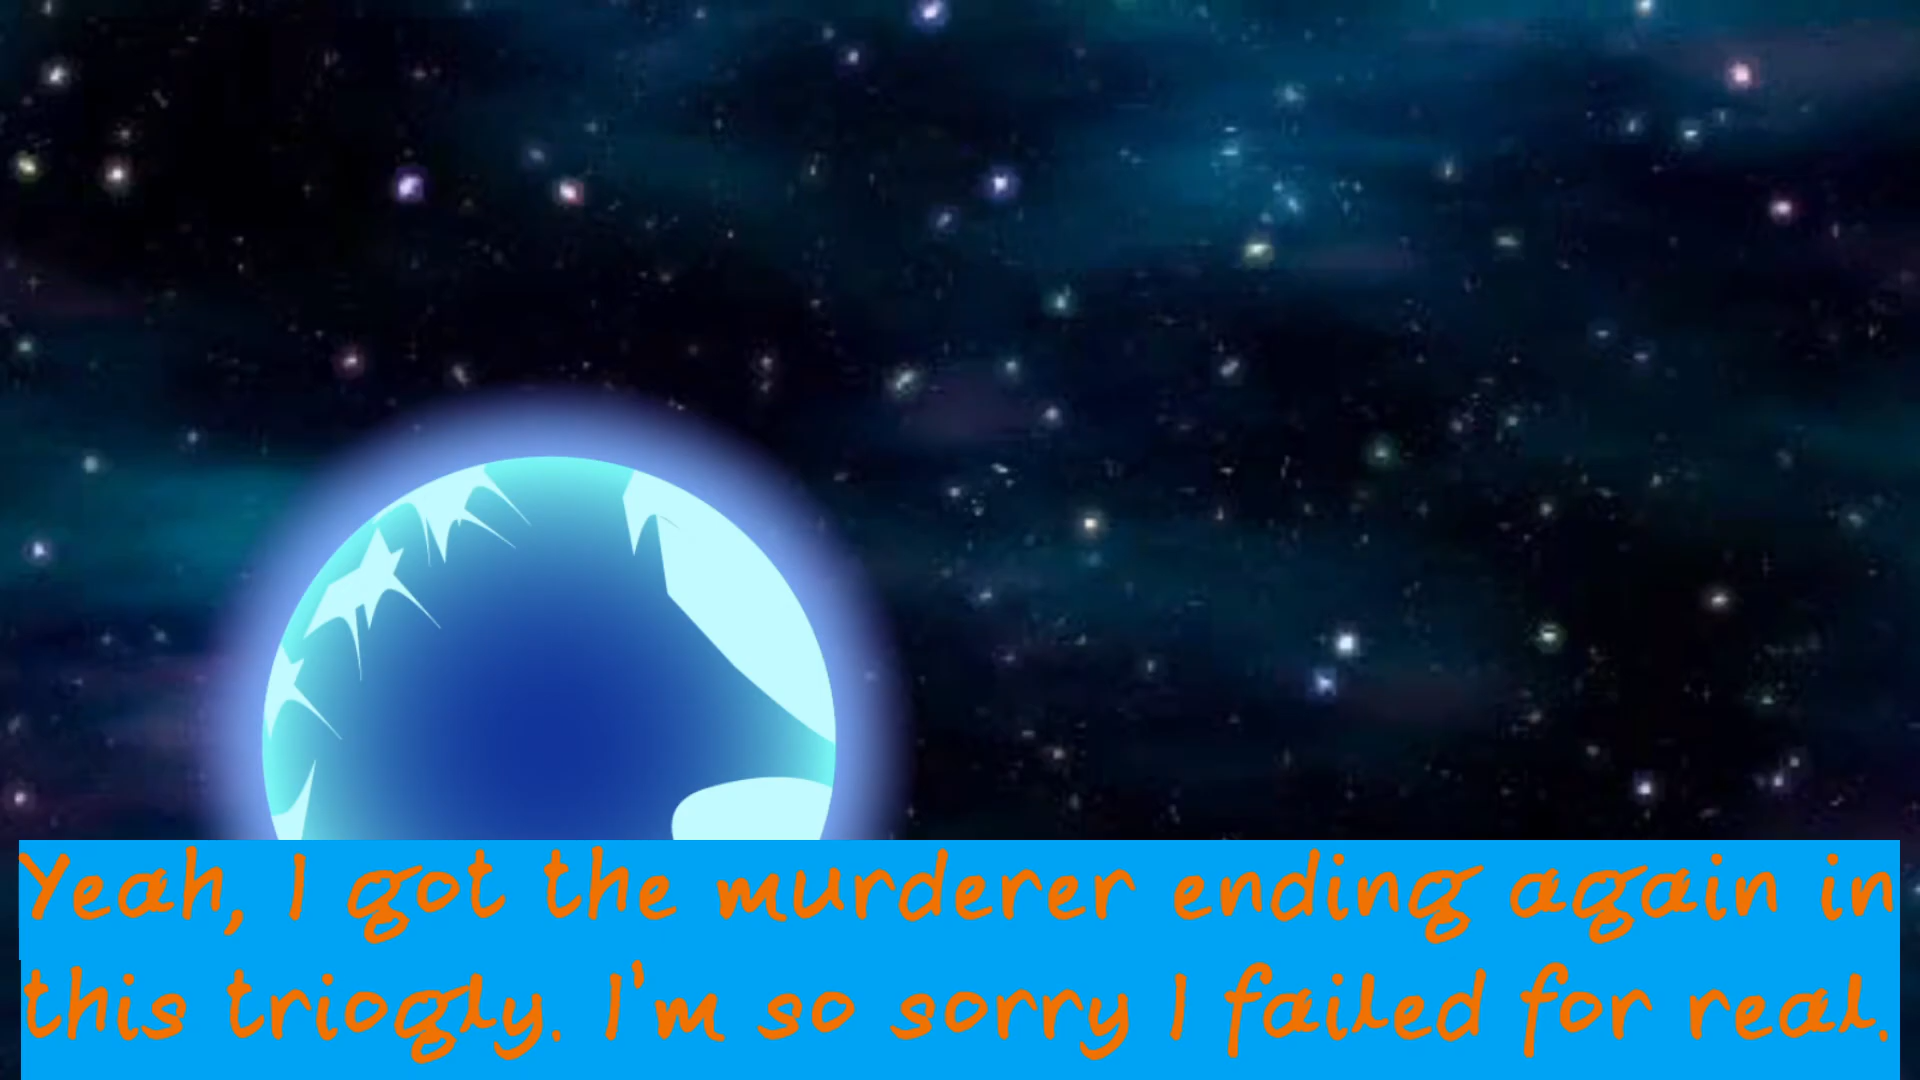 Yeah, I got the murderer ending again in
this triogly. I'm so sorry I failed for real.